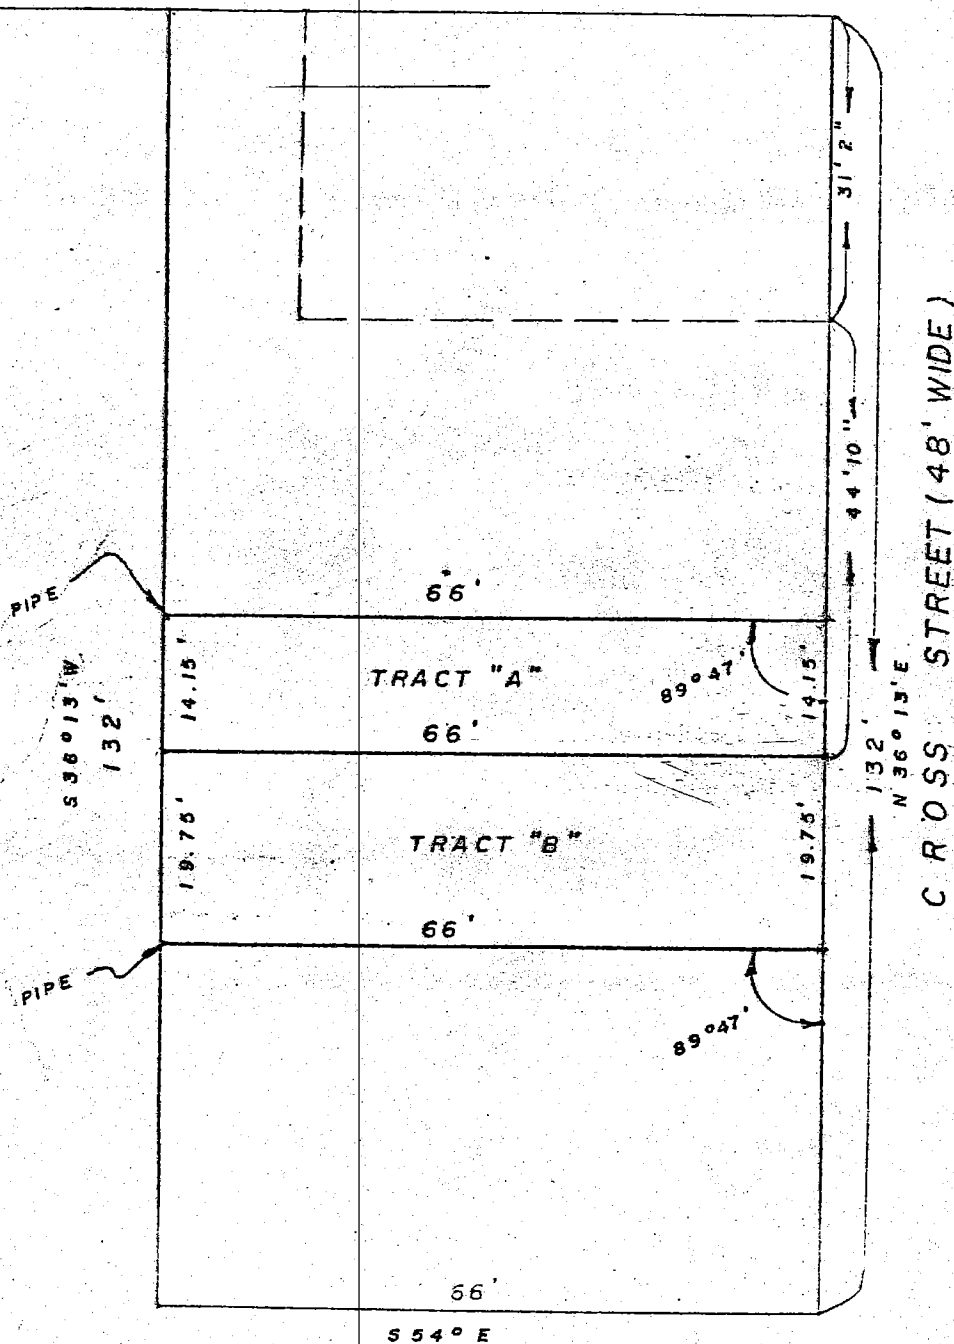 31' 2"
44' 10"
CROSS STREET (48' WIDE)
66'
PIPE
TRACT "A"
89° 47'
14.15'
14.15'
S 36° 13' W
132'
66'
132'
N 36° 13' E
19.75'
TRACT "B"
19.75'
66'
PIPE
89° 47'
66'
S 54° E